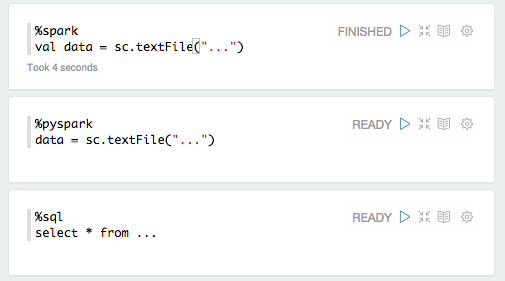 %spark FINISHED
val data = sc.textFile("...")
Took 4 seconds
%pyspark READY
data = sc.textFile("...")
%sql READY
select * from ...